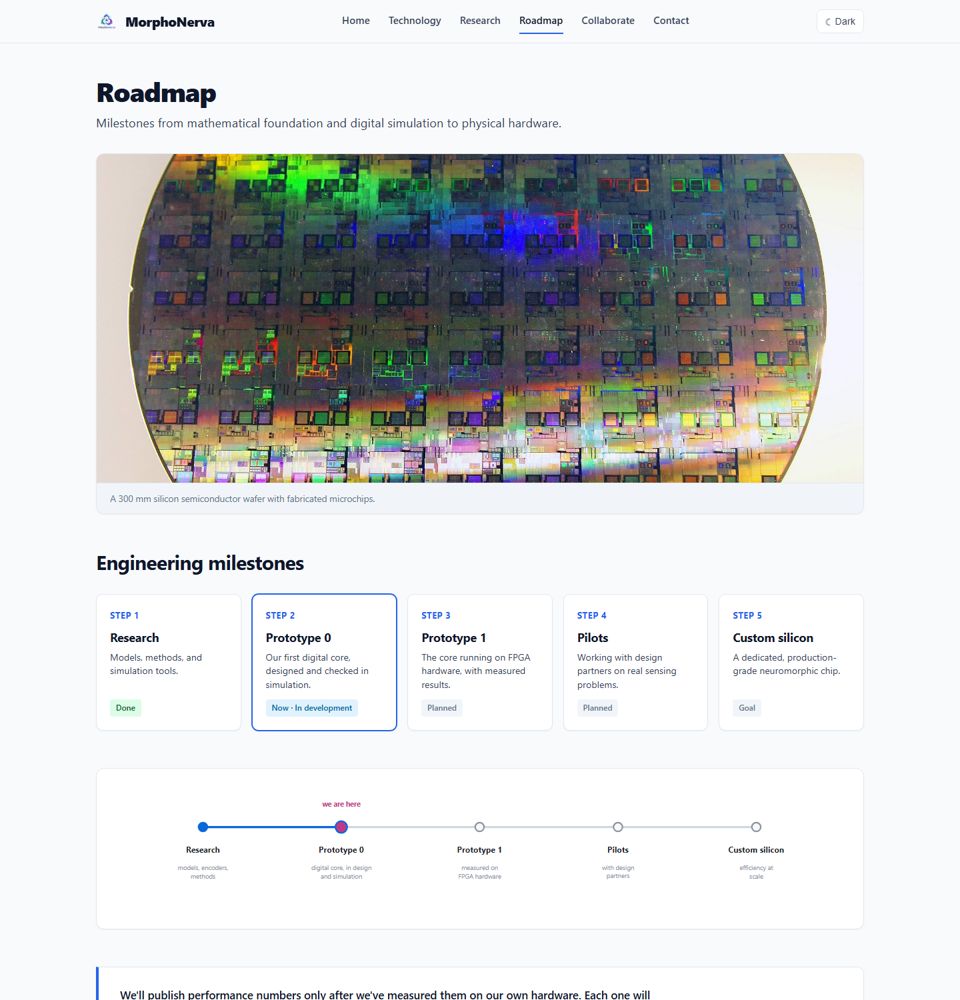 MorphoNerva
Home Technology Research Roadmap Collaborate Contact
☾ Dark
Roadmap
Milestones from mathematical foundation and digital simulation to physical hardware.
A 300 mm silicon semiconductor wafer with fabricated microchips.
Engineering milestones
STEP 1
Research
Models, methods, and
simulation tools.
Done
STEP 2
Prototype 0
Our first digital core,
designed and checked in
simulation.
Now · In development
STEP 3
Prototype 1
The core running on FPGA
hardware, with measured
results.
Planned
STEP 4
Pilots
Working with design
partners on real sensing
problems.
Planned
STEP 5
Custom silicon
A dedicated, production-
grade neuromorphic chip.
Goal
we are here
Research
models, encoders,
methods
Prototype 0
digital core, in design
and simulation
Prototype 1
measured on
FPGA hardware
Pilots
with design
partners
Custom silicon
efficiency at
scale
We'll publish performance numbers only after we've measured them on our own hardware. Each one will